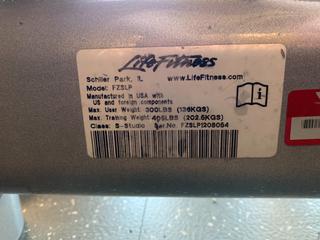 LifeFitness
Schiller Park, IL www.LifeFitness.com
Model: FZSLP
Manufactured in USA with
US and foreign components
Max. User Weight: 300LBS (136KGS)
Max. Training Weight: 405LBS (202.5KGS)
Class: S-Studio Ser.No: FZSLP1208054